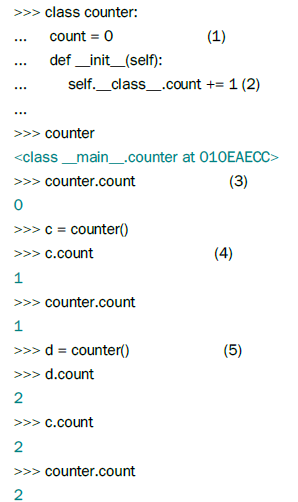 >>> class counter:
...     count = 0                     (1)
...     def __init__(self):
...         self.__class__.count += 1 (2)
...
>>> counter
<class __main__.counter at 010EAECC>
>>> counter.count                     (3)
0
>>> c = counter()
>>> c.count                           (4)
1
>>> counter.count
1
>>> d = counter()                     (5)
>>> d.count
2
>>> c.count
2
>>> counter.count
2